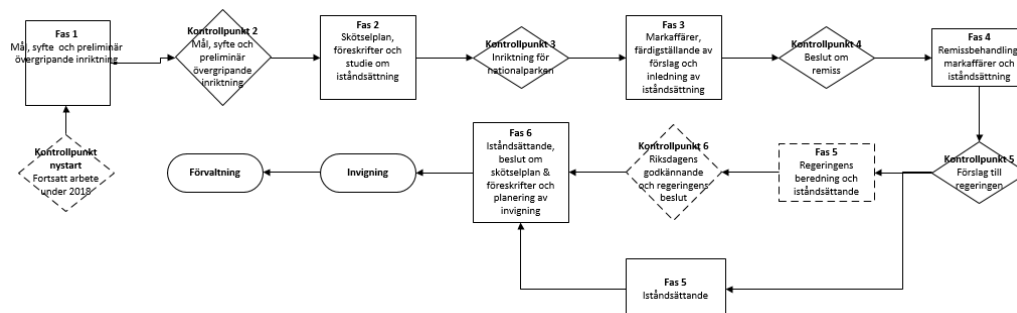 Fas 1
Mål, syfte och preliminär
övergripande inriktning
Kontrollpunkt 2
Mål, syfte och
preliminär
övergripande
inriktning
Fas 2
Skötselplan,
föreskrifter och
studie om
iståndsättning
Kontrollpunkt 3
Inriktning för
nationalparken
Fas 3
Markaffärer,
färdigställande av
förslag och
inledning av
iståndsättning
Kontrollpunkt 4
Beslut om
remiss
Fas 4
Remissbehandling,
markaffärer och
iståndsättning
Kontrollpunkt
nystart
Fortsatt arbete
under 2018
Förvaltning
Invigning
Fas 6
Iståndsättande,
beslut om
skötselplan &
föreskrifter och
planering av
invigning
Kontrollpunkt 6
Riksdagens
godkännande
och regeringens
beslut
Fas 5
Regeringens
beredning och
iståndsättande
Kontrollpunkt 5
Förslag till
regeringen
Fas 5
Iståndsättande